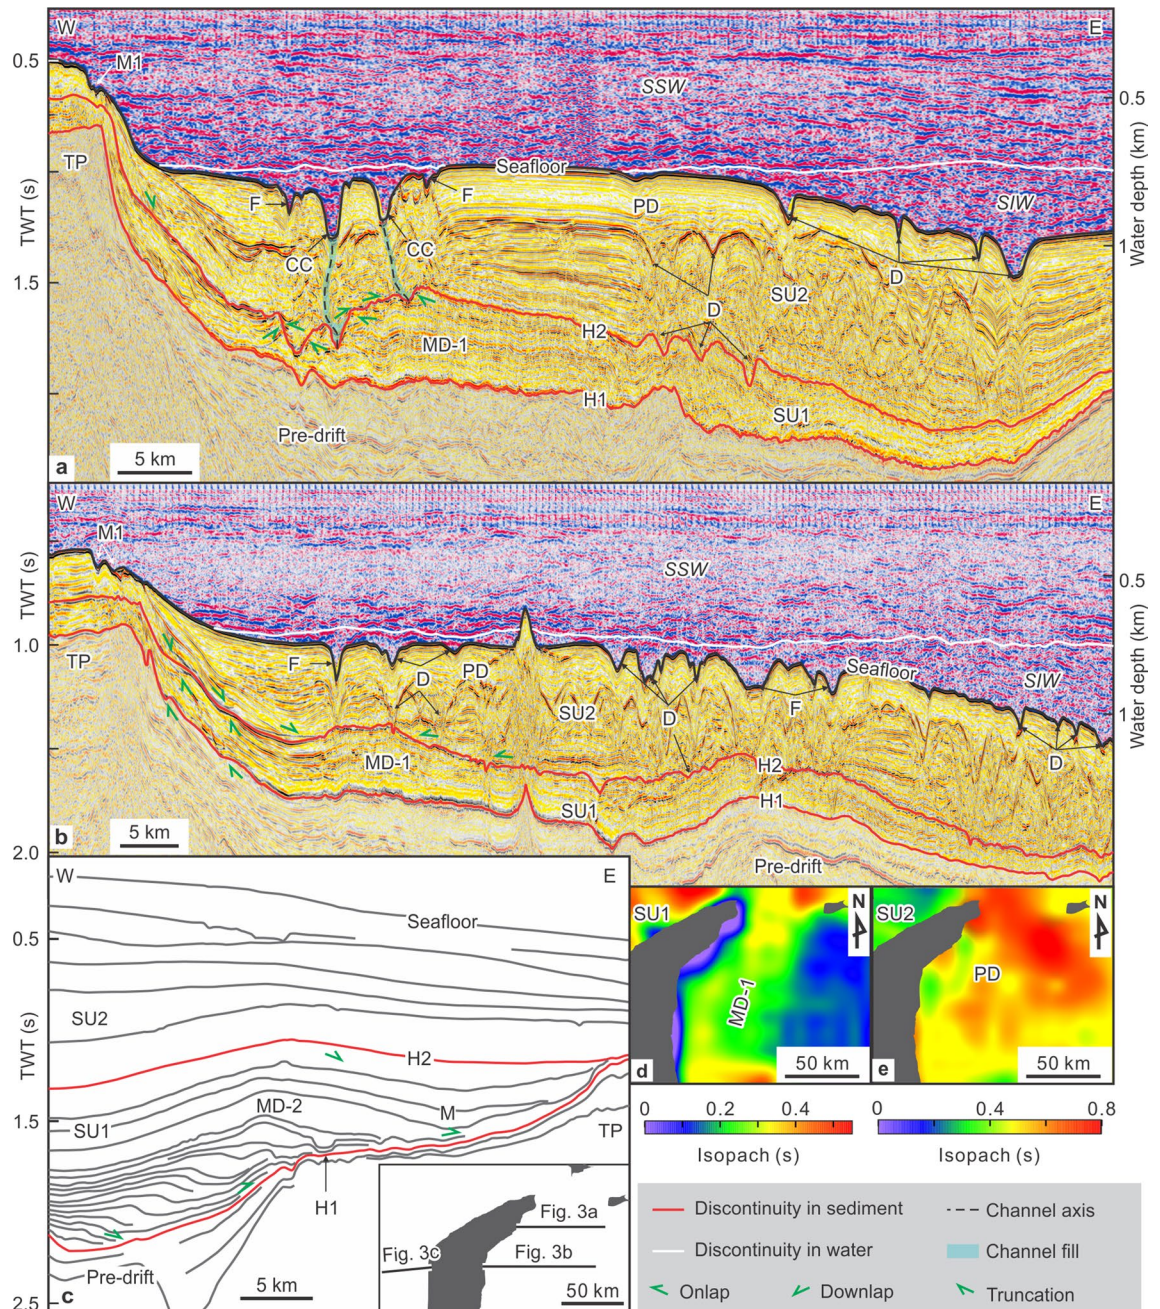 W
E
M1
0.5
SSW
0.5
TP
Seafloor
F
F
PD
SIW
TWT (s)
Water depth (km)
CC
CC
1
D
SU2
1.5
D
H2
MD-1
H1
SU1
Pre-drift
a
5 km
W
E
M1
SSW
0.5
TWT (s)
1.0
F
D
PD
Seafloor
TP
SIW
SU2
D
F
1
Water depth (km)
D
MD-1
H2
SU1
H1
b
5 km
2.0
Pre-drift
W
E
Seafloor
0.5
TWT (s)
SU2
H2
MD-2
M
1.5
SU1
TP
H1
Pre-drift
5 km
c
2.5
Fig. 3a
Fig. 3c
Fig. 3b
50 km
SU1
N
MD-1
d
50 km
SU2
N
PD
e
50 km
0 0.2 0.4
Isopach (s)
0 0.4 0.8
Isopach (s)
Discontinuity in sediment
Channel axis
Discontinuity in water
Channel fill
Onlap
Downlap
Truncation